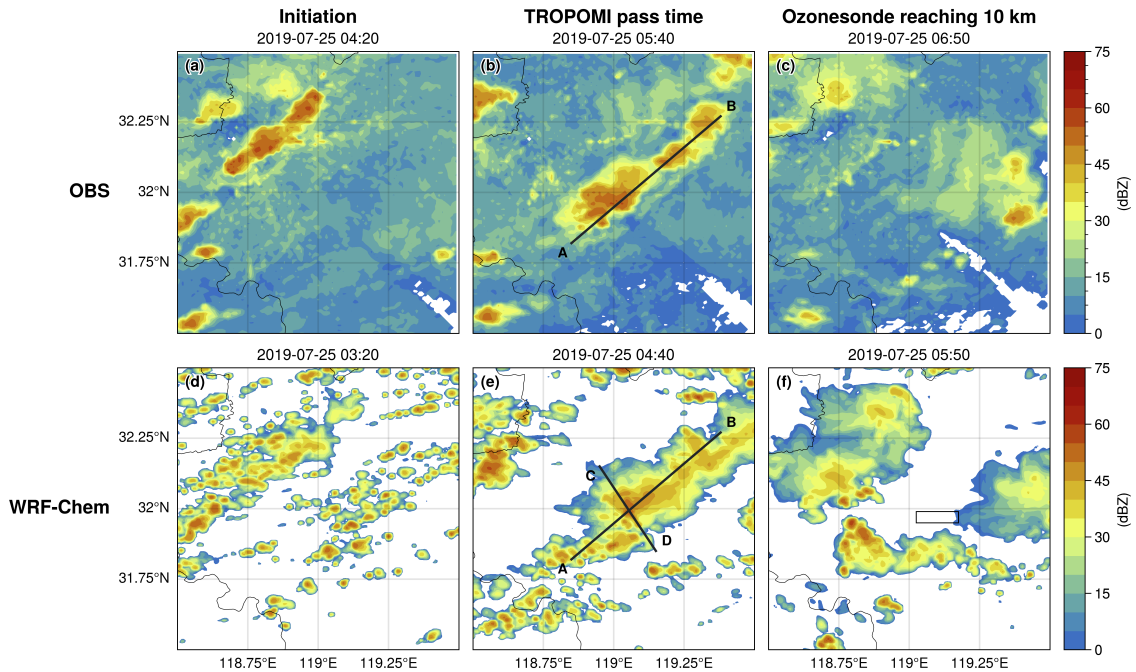 Initiation TROPOMI pass time Ozonesonde reaching 10 km
2019-07-25 04:20 2019-07-25 05:40 2019-07-25 06:50
(a) (b) (c)
75
60
45
30
15
0
(dBZ)
32.25°N
32°N
31.75°N
OBS
B
A
2019-07-25 03:20 2019-07-25 04:40 2019-07-25 05:50
(d) (e) (f)
75
60
45
30
15
0
(dBZ)
32.25°N
32°N
31.75°N
WRF-Chem
B
C
D
A
118.75°E 119°E 119.25°E 118.75°E 119°E 119.25°E 118.75°E 119°E 119.25°E